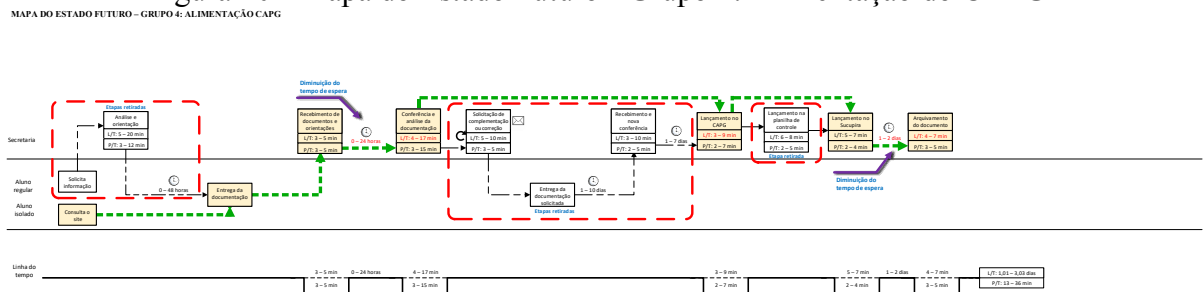 MAPA DO ESTADO FUTURO – GRUPO 4: ALIMENTAÇÃO CAPG
Diminuição do
tempo de espera
Etapas retiradas
Análise e
orientação
L/T: 5 – 20 min
P/T: 3 – 12 min
Recebimento de
documentos e
orientações
L/T: 3 – 5 min
P/T: 3 – 5 min
0 – 24 horas
Conferência e
análise da
documentação
L/T: 4 – 17 min
P/T: 3 – 15 min
Solicitação de
complementação
ou correção
L/T: 5 – 10 min
P/T: 3 – 5 min
Recebimento e
nova
conferência
L/T: 3 – 10 min
P/T: 2 – 5 min
1 – 7 dias
Lançamento no
CAPG
L/T: 3 – 9 min
P/T: 2 – 7 min
Lançamento na
planilha de
controle
L/T: 6 – 8 min
P/T: 2 – 5 min
Etapa retirada
Lançamento no
Sucupira
L/T: 5 – 7 min
P/T: 2 – 4 min
1 – 2 dias
Arquivamento do
documento
L/T: 4 – 7 min
P/T: 3 – 5 min
Diminuição do
tempo de espera
Secretaria
Aluno
regular
Aluno
isolado
Solicita
informação
0 – 48 horas
Entrega da
documentação
Consulta o
site
Entrega da
documentação
solicitada
1 – 10 dias
Etapas retiradas
Linha do
tempo
3 – 5 min
0 – 24 horas
4 – 17 min
3 – 9 min
5 – 7 min
1 – 2 dias
4 – 7 min
L/T: 1,01 – 3,03 dias
3 – 5 min
3 – 15 min
2 – 7 min
2 – 4 min
3 – 5 min
P/T: 13 – 36 min